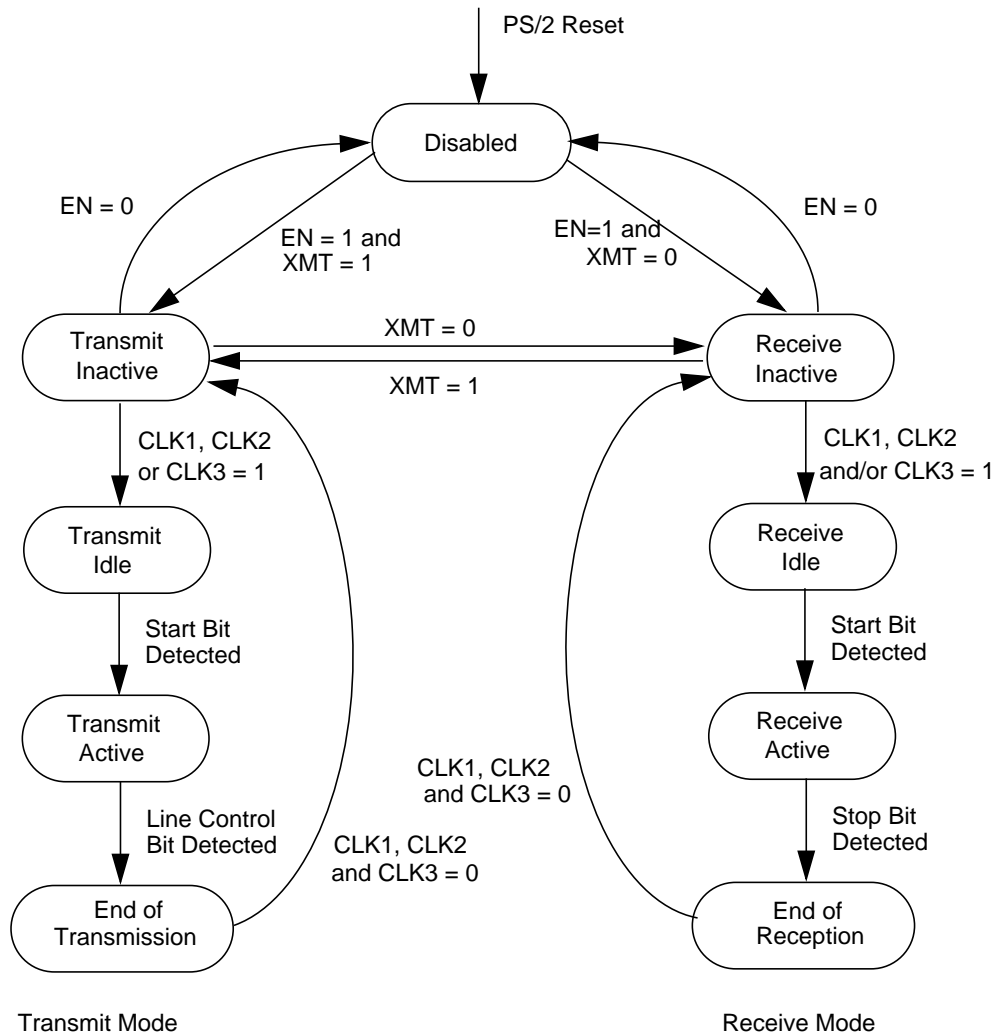 PS/2 Reset
Disabled
EN = 0
EN = 1 and
XMT = 1
EN=1 and
XMT = 0
EN = 0
Transmit
Inactive
XMT = 0
XMT = 1
Receive
Inactive
CLK1, CLK2
or CLK3 = 1
CLK1, CLK2
and/or CLK3 = 1
Transmit
Idle
Receive
Idle
Start Bit
Detected
Start Bit
Detected
Transmit
Active
Receive
Active
CLK1, CLK2
and CLK3 = 0
Line Control
Bit Detected
CLK1, CLK2
and CLK3 = 0
Stop Bit
Detected
End of
Transmission
End of
Reception
Transmit Mode
Receive Mode